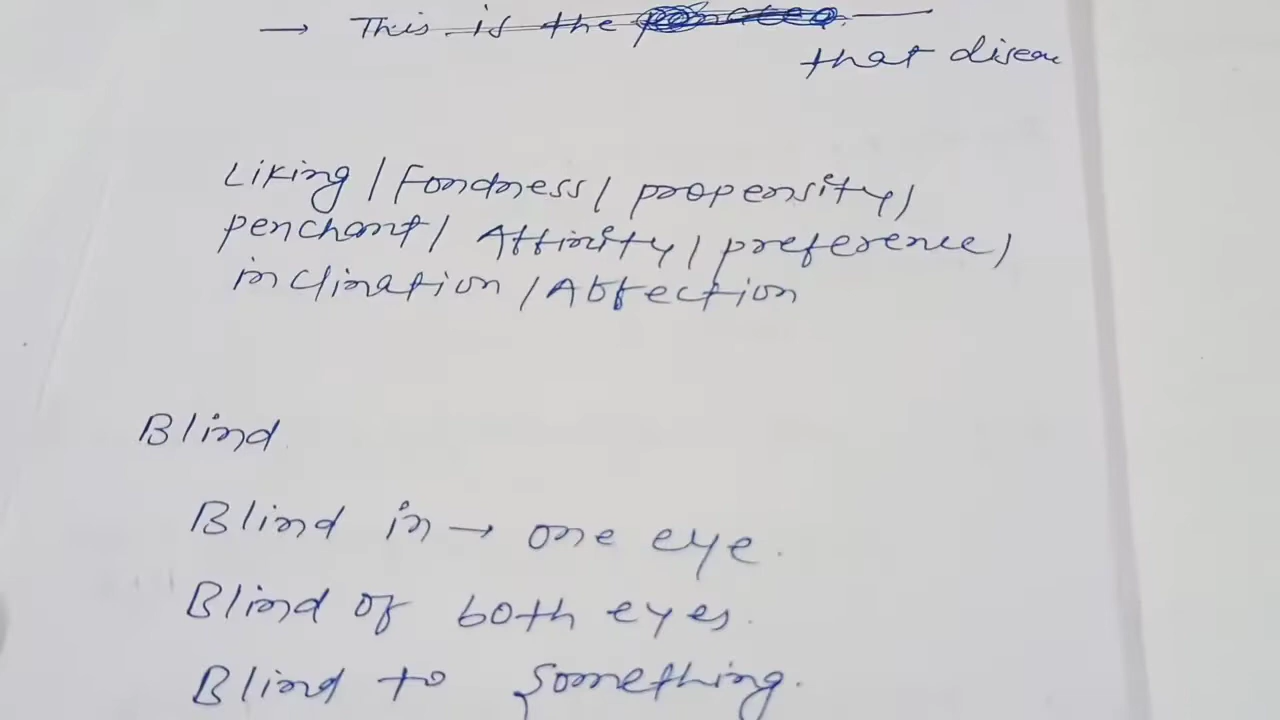 → This is the
that
Liking / Fondness / propensity /
penchant / Affinity / preference /
inclination / Affection
Blind
Blind in → one eye.
Blind of both eyes.
Blind to something.